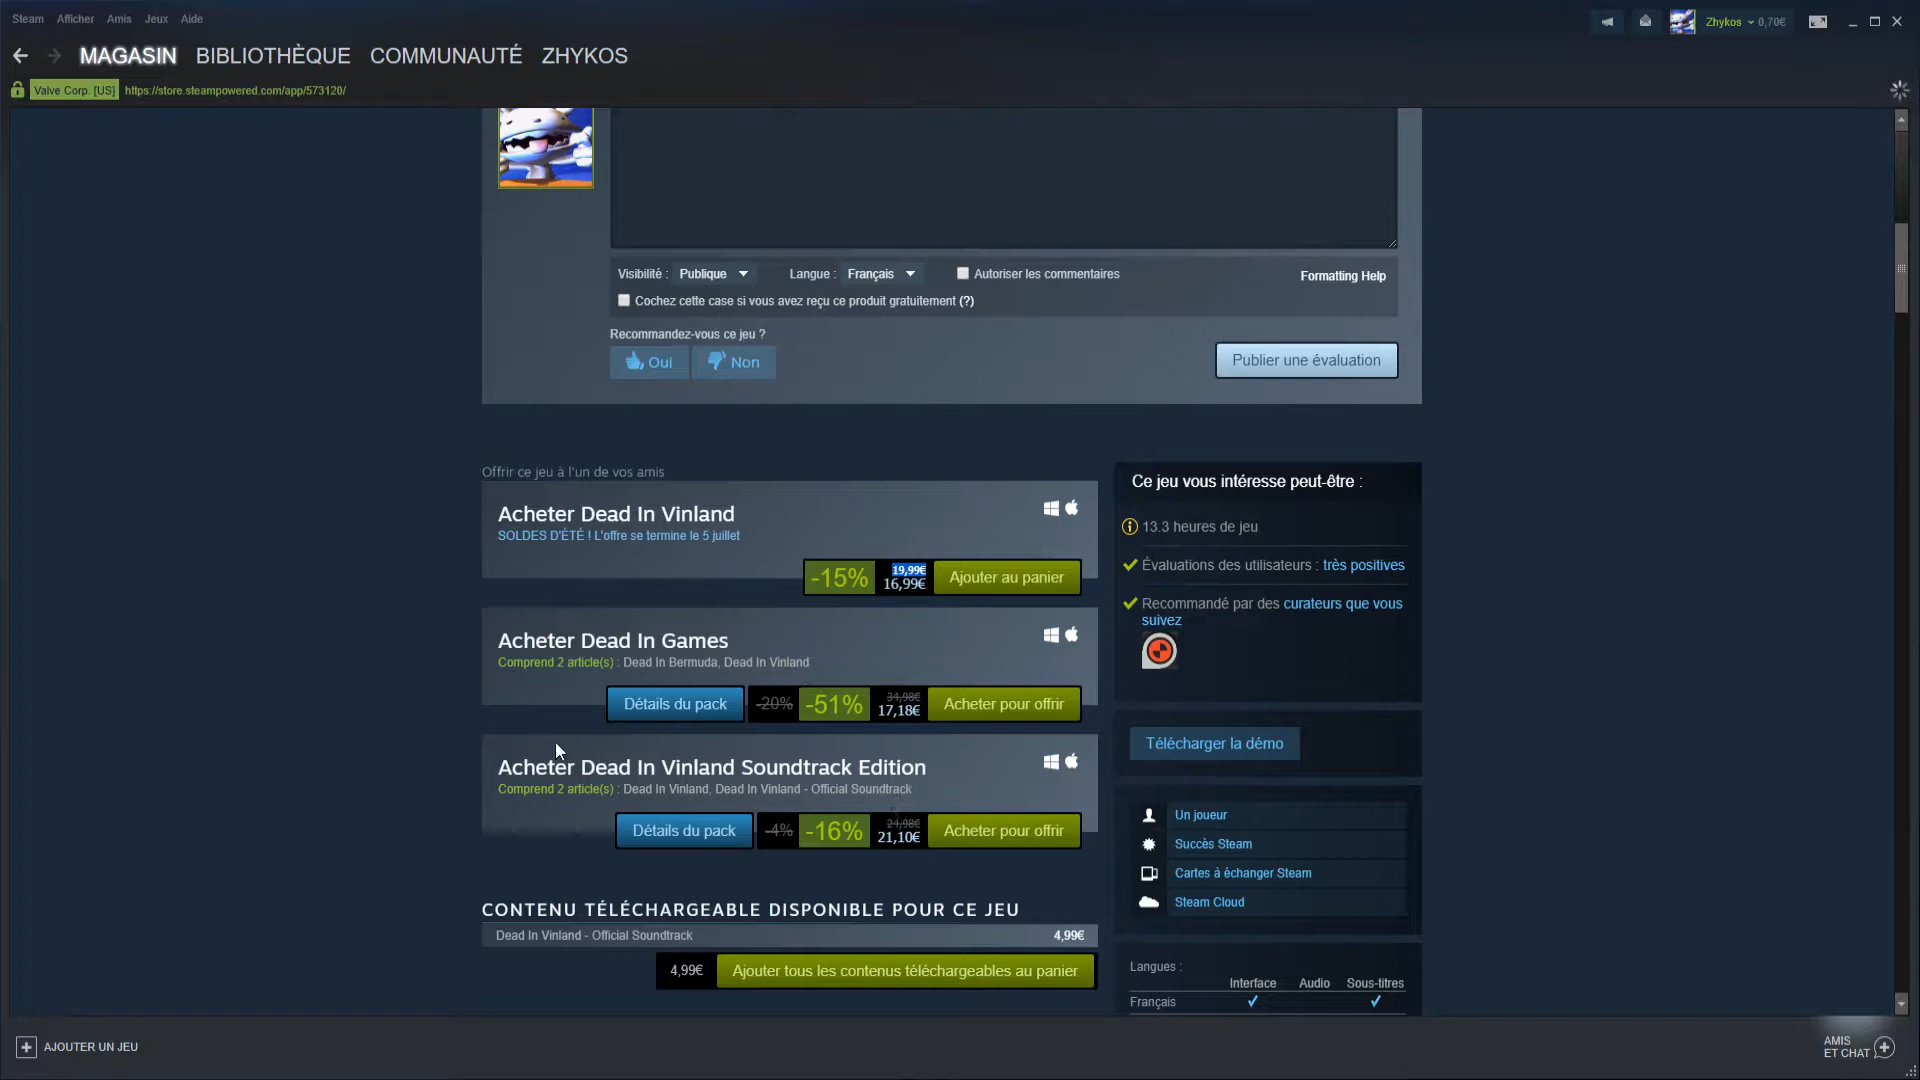 Steam Afficher Amis Jeux Aide
Zhykos 0,70€
MAGASIN BIBLIOTHÈQUE COMMUNAUTÉ ZHYKOS
Valve Corp. [US] https://store.steampowered.com/app/573120/
Visibilité : Publique Langue : Français Autoriser les commentaires Formatting Help
Cochez cette case si vous avez reçu ce produit gratuitement (?)
Recommandez-vous ce jeu ?
Oui Non Publier une évaluation
Offrir ce jeu à l'un de vos amis
Acheter Dead In Vinland
SOLDES D'ÉTÉ ! L'offre se termine le 5 juillet
-15% 19,99€ 16,99€ Ajouter au panier
Acheter Dead In Games
Comprend 2 article(s) : Dead In Bermuda, Dead In Vinland
Détails du pack -20% -51% 34,98€ 17,18€ Acheter pour offrir
Acheter Dead In Vinland Soundtrack Edition
Comprend 2 article(s) : Dead In Vinland, Dead In Vinland - Official Soundtrack
Détails du pack -4% -16% 24,98€ 21,10€ Acheter pour offrir
CONTENU TÉLÉCHARGEABLE DISPONIBLE POUR CE JEU
Dead In Vinland - Official Soundtrack 4,99€
4,99€ Ajouter tous les contenus téléchargeables au panier
Ce jeu vous intéresse peut-être :
13.3 heures de jeu
Évaluations des utilisateurs : très positives
Recommandé par des curateurs que vous
suivez
Télécharger la démo
Un joueur
Succès Steam
Cartes à échanger Steam
Steam Cloud
Langues :
Interface Audio Sous-titres
Français
AJOUTER UN JEU
AMIS
ET CHAT